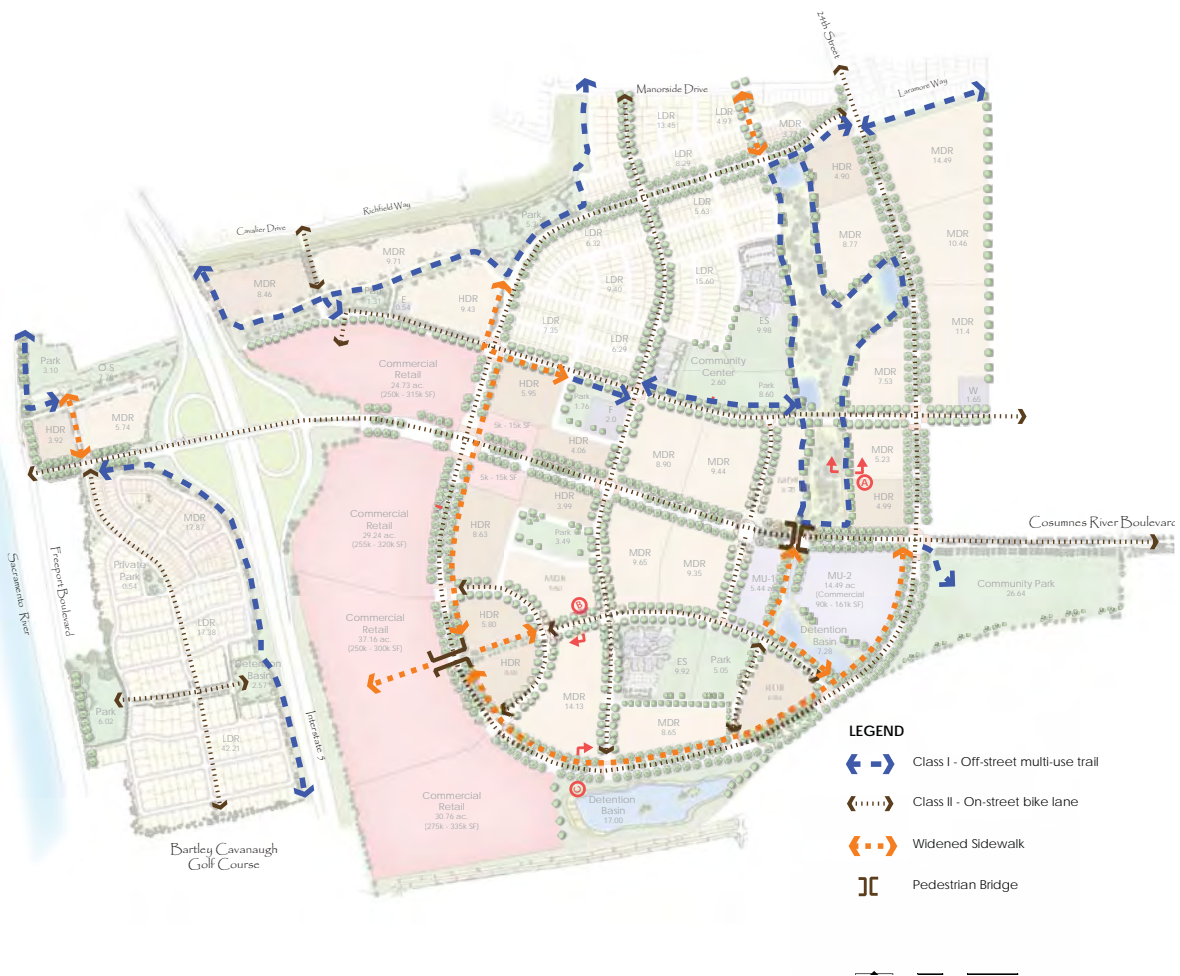 24th Street
Manorside Drive
Laramore Way
LDR
13.45
LDR
4.97
MDR
3.77
MDR
14.49
LDR
8.29
HDR
4.90
Richfield Way
Cavalier Drive
Park
LDR
5.63
MDR
8.77
MDR
10.46
LDR
6.32
MDR
9.71
MDR
8.46
HDR
9.43
LDR
9.40
LDR
15.60
ES
9.98
MDR
11.4
LDR
7.35
LDR
6.29
Park
3.10
O-S
Commercial
Retail
24.73 ac.
(250k - 315k SF)
Community
Center
2.60
Park
8.60
MDR
7.53
HDR
5.95
Park
1.76
F
2.0
W
1.65
MDR
5.74
HDR
3.92
5k - 15k SF
HDR
4.06
MDR
8.90
MDR
9.44
MDR
5.23
A
5k - 15k SF
HDR
3.99
HDR
4.99
Commercial
Retail
29.24 ac.
(255k - 320k SF)
HDR
8.63
Park
3.49
MDR
17.87
Cosumnes River Boulevard
Sacramento River
Freeport Boulevard
Private
Park
0.54
MDR
9.65
MDR
9.35
MU-1
5.44 ac.
MU-2
14.49 ac
(Commercial
90k - 161k SF)
Community Park
26.64
MDR
B
Commercial
Retail
37.16 ac.
(250k - 300k SF)
HDR
5.80
LDR
17.38
Detention
Basin
1.28
Detention
Basin
2.57
HDR
ES
9.92
Park
5.05
MDR
14.13
Park
6.02
Interstate 5
LDR
12.21
MDR
8.65
C
Commercial
Retail
30.76 ac.
(275k - 335k SF)
Detention
Basin
17.00
Bartley Cavanaugh
Golf Course
LEGEND
Class I - Off-street multi-use trail
Class II - On-street bike lane
Widened Sidewalk
Pedestrian Bridge